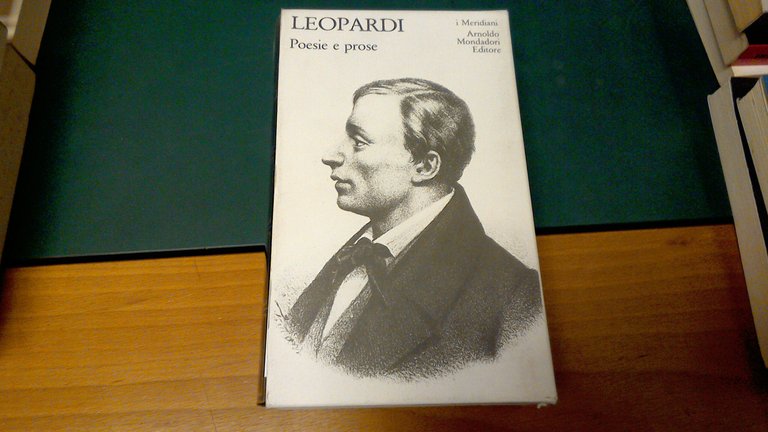 LEOPARDI
Poesie e prose
i Meridiani
Arnoldo
Mondadori
Editore